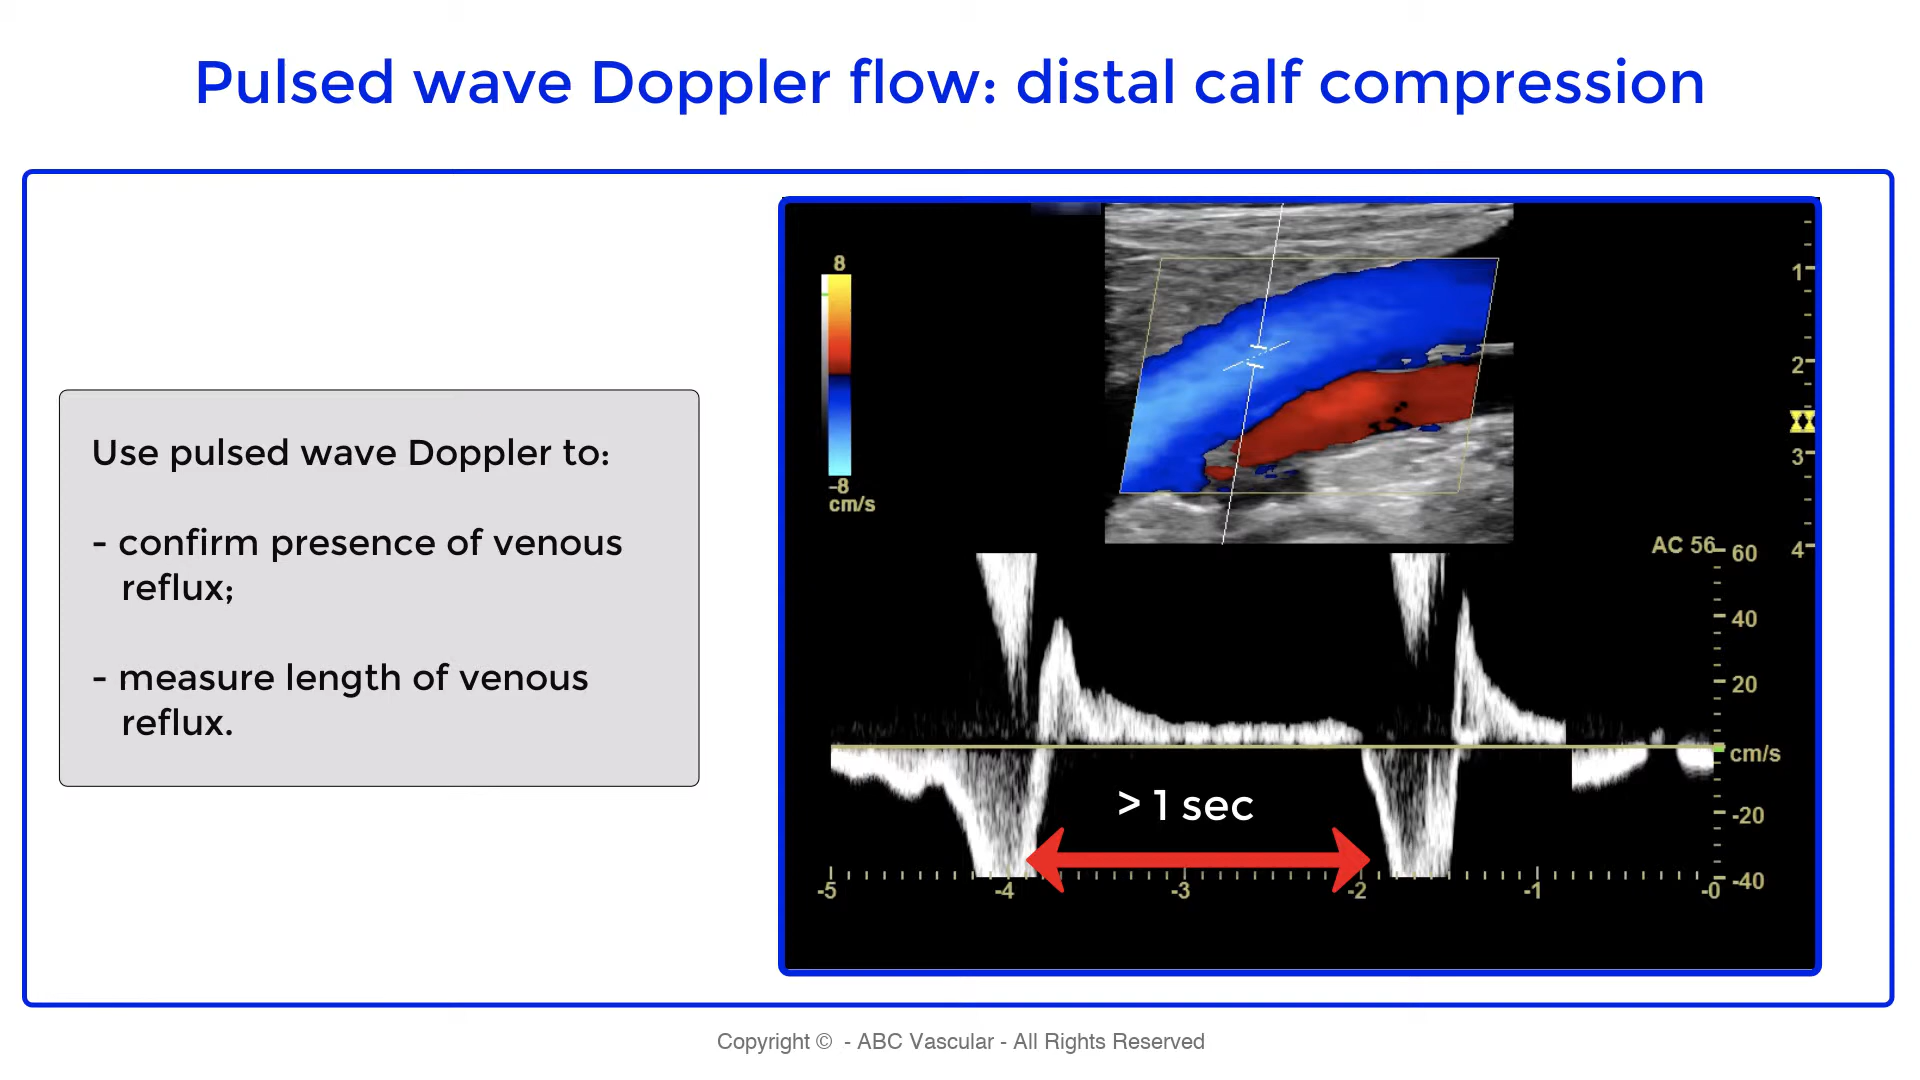 Pulsed wave Doppler flow: distal calf compression
Use pulsed wave Doppler to:
- confirm presence of venous
reflux;
- measure length of venous
reflux.
8
-8
cm/s
1
2
3
4
AC 56
60
40
20
cm/s
-20
-40
> 1 sec
-5
-4
-3
-2
-1
-0
Copyright © - ABC Vascular - All Rights Reserved